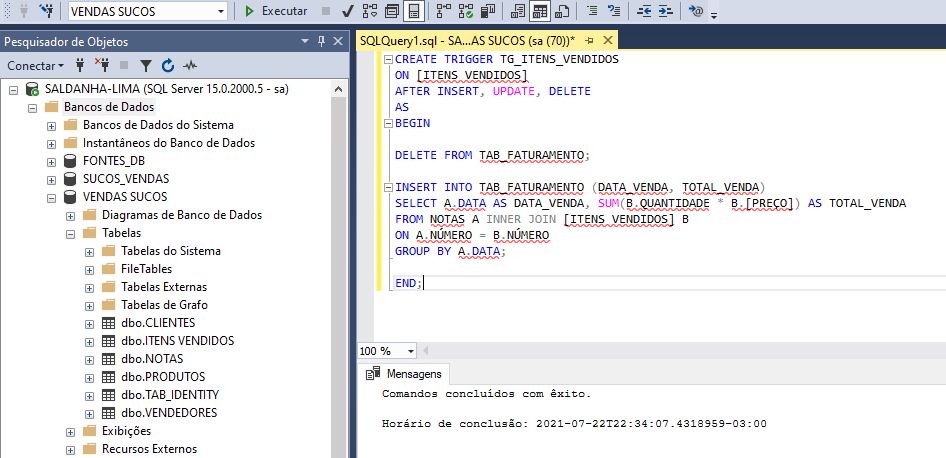 VENDAS SUCOS
Executar
Pesquisador de Objetos
Conectar
SALDANHA-LIMA (SQL Server 15.0.2000.5 - sa)
Bancos de Dados
Bancos de Dados do Sistema
Instantâneos do Banco de Dados
FONTES_DB
SUCOS_VENDAS
VENDAS SUCOS
Diagramas de Banco de Dados
Tabelas
Tabelas do Sistema
FileTables
Tabelas Externas
Tabelas de Grafo
dbo.CLIENTES
dbo.ITENS VENDIDOS
dbo.NOTAS
dbo.PRODUTOS
dbo.TAB_IDENTITY
dbo.VENDEDORES
Exibições
Recursos Externos
SQLQuery1.sql - SA...AS SUCOS (sa (70))*
CREATE TRIGGER TG_ITENS_VENDIDOS
ON [ITENS VENDIDOS]
AFTER INSERT, UPDATE, DELETE
AS
BEGIN
DELETE FROM TAB_FATURAMENTO;
INSERT INTO TAB_FATURAMENTO (DATA_VENDA, TOTAL_VENDA)
SELECT A.DATA AS DATA_VENDA, SUM(B.QUANTIDADE * B.[PREÇO]) AS TOTAL_VENDA
FROM NOTAS A INNER JOIN [ITENS VENDIDOS] B
ON A.NÚMERO = B.NÚMERO
GROUP BY A.DATA;
END;
100 %
Mensagens
Comandos concluídos com êxito.
Horário de conclusão: 2021-07-22T22:34:07.4318959-03:00